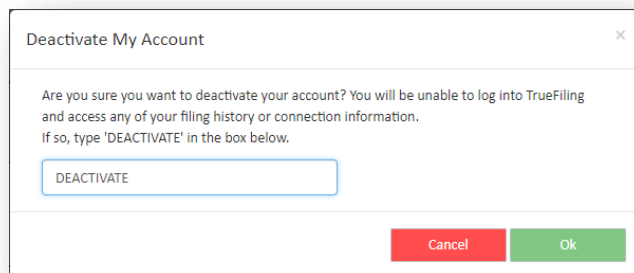 Deactivate My Account ×
Are you sure you want to deactivate your account? You will be unable to log into TrueFiling
and access any of your filing history or connection information.
If so, type 'DEACTIVATE' in the box below.
DEACTIVATE
Cancel Ok